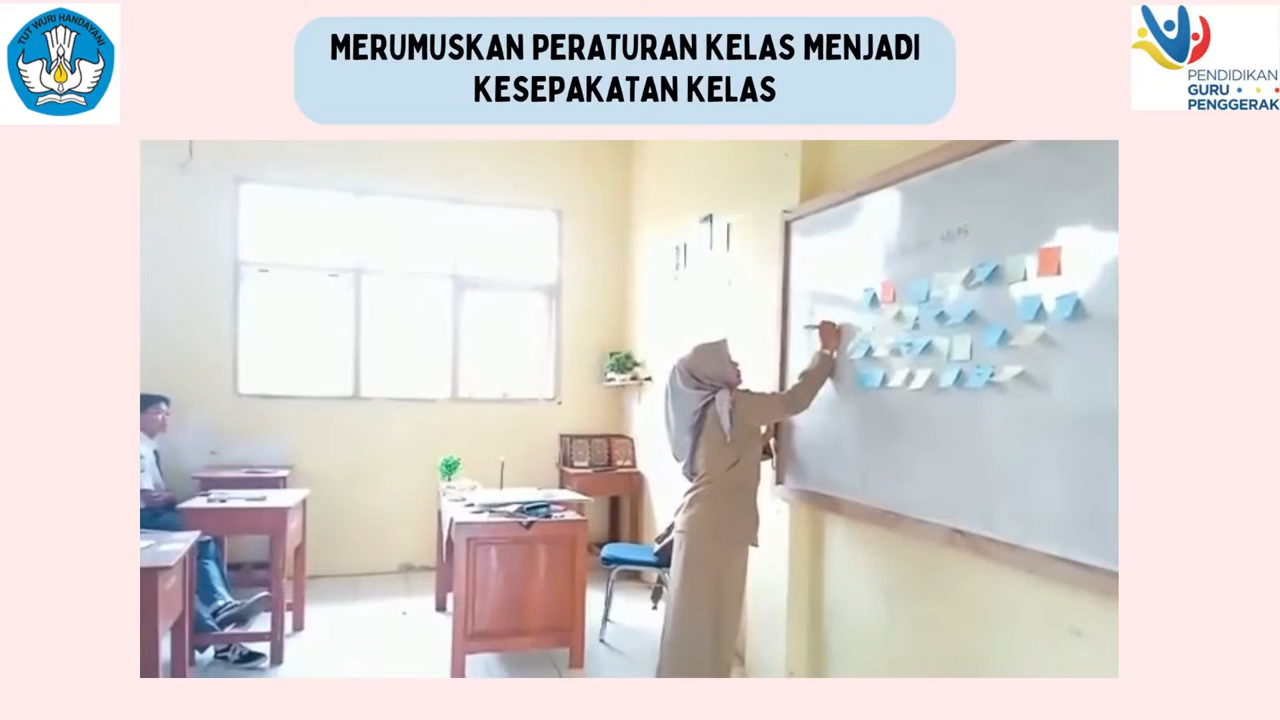 TUT WURI HANDAYANI
MERUMUSKAN PERATURAN KELAS MENJADI
KESEPAKATAN KELAS
PENDIDIKAN
GURU
PENGGERAK